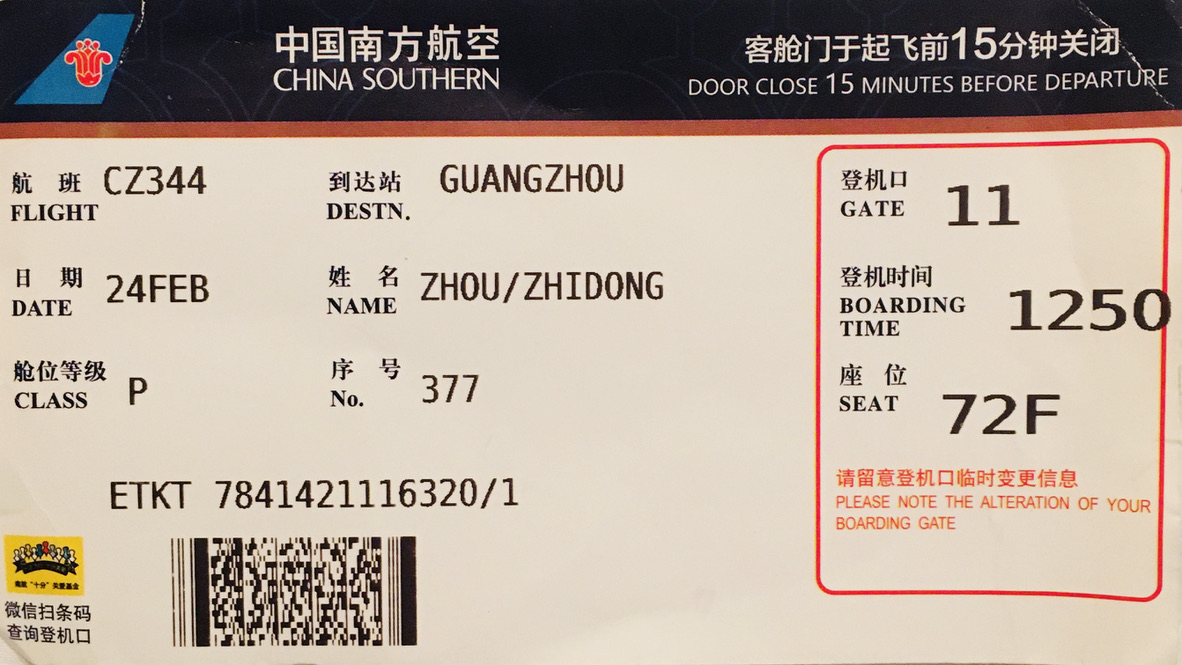 中国南方航空
CHINA SOUTHERN
客舱门于起飞前15分钟关闭
DOOR CLOSE 15 MINUTES BEFORE DEPARTURE
航 班 CZ344
FLIGHT
到达站 GUANGZHOU
DESTN.
日 期 24FEB
DATE
姓 名 ZHOU/ZHIDONG
NAME
舱位等级 P
CLASS
序 号 377
No.
ETKT 7841421116320/1
登机口 11
GATE
登机时间 1250
BOARDING
TIME
座 位 72F
SEAT
请留意登机口临时变更信息
PLEASE NOTE THE ALTERATION OF YOUR
BOARDING GATE
南航“十分”关爱基金
微信扫条码
查询登机口